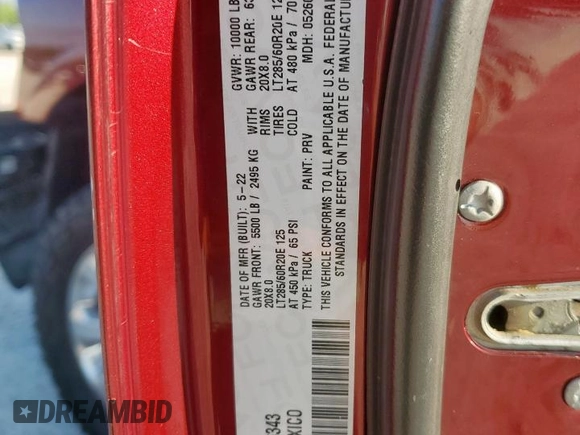 DATE OF MFR (BUILT): 5-22 GVWR: 10000 LB
GAWR FRONT: 5500 LB / 2495 KG WITH GAWR REAR:
20X8.0 RIMS 20X8.0
LT285/60R20E 125 TIRES LT285/60R20E
AT 450 kPa / 65 PSI COLD AT 480 kPa / 70
TYPE: TRUCK PAINT: PRV MDH:
THIS VEHICLE CONFORMS TO ALL APPLICABLE U.S.A.
STANDARDS IN EFFECT ON THE DATE OF MANUFACTUR
343
XICO
DREAMBID